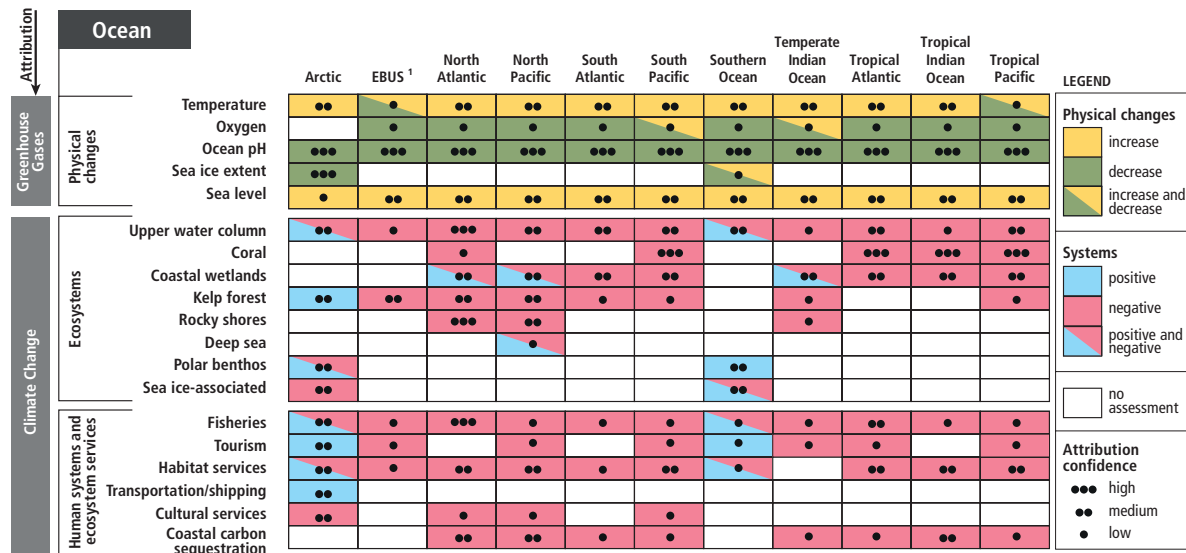 Attribution
Ocean
Arctic
EBUS ¹
North
Atlantic
North
Pacific
South
Atlantic
South
Pacific
Southern
Ocean
Temperate
Indian
Ocean
Tropical
Atlantic
Tropical
Indian
Ocean
Tropical
Pacific
Greenhouse
Gases
Physical
changes
Temperature
Oxygen
Ocean pH
Sea ice extent
Sea level
Climate Change
Ecosystems
Upper water column
Coral
Coastal wetlands
Kelp forest
Rocky shores
Deep sea
Polar benthos
Sea ice-associated
Human systems and
ecosystem services
Fisheries
Tourism
Habitat services
Transportation/shipping
Cultural services
Coastal carbon
sequestration
LEGEND
Physical changes
increase
decrease
increase and
decrease
Systems
positive
negative
positive and
negative
no
assessment
Attribution
confidence
high
medium
low